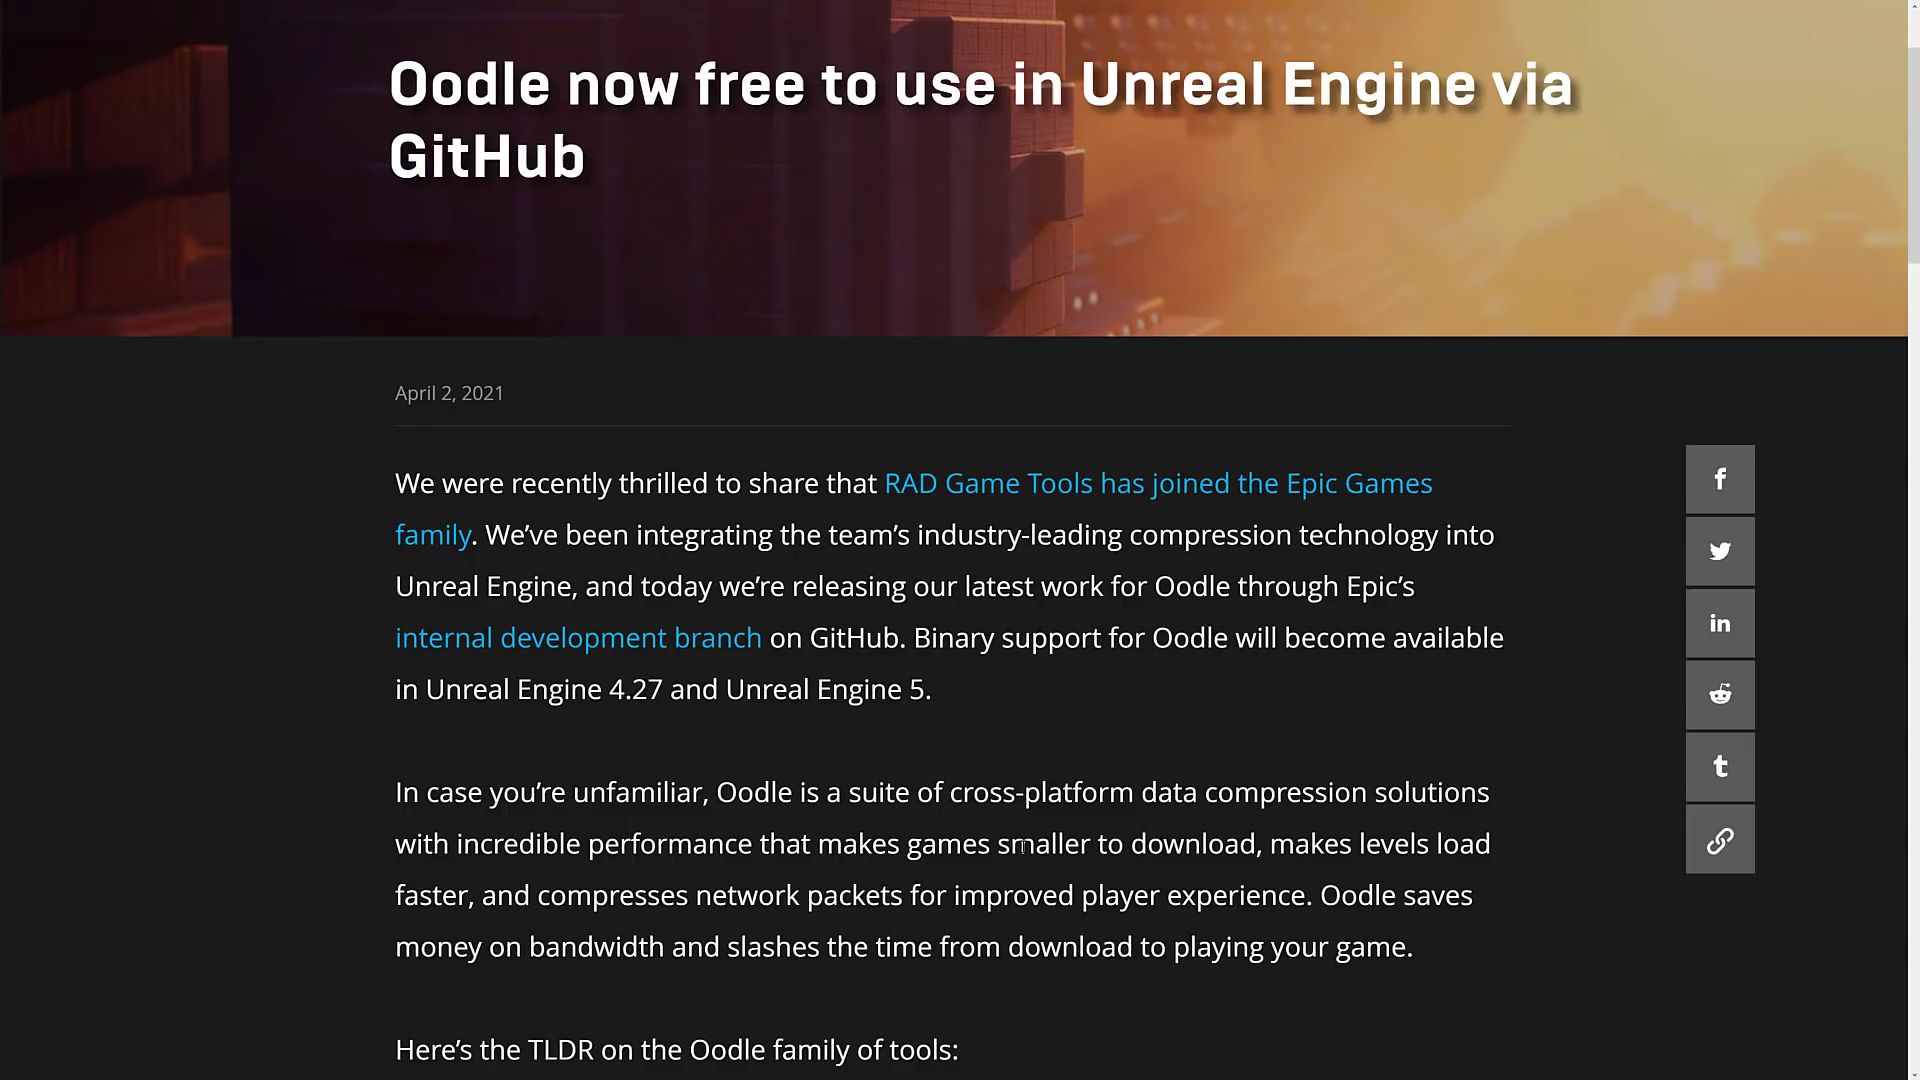 Oodle now free to use in Unreal Engine via
GitHub
April 2, 2021
We were recently thrilled to share that RAD Game Tools has joined the Epic Games
family. We’ve been integrating the team’s industry-leading compression technology into
Unreal Engine, and today we’re releasing our latest work for Oodle through Epic’s
internal development branch on GitHub. Binary support for Oodle will become available
in Unreal Engine 4.27 and Unreal Engine 5.
In case you’re unfamiliar, Oodle is a suite of cross-platform data compression solutions
with incredible performance that makes games smaller to download, makes levels load
faster, and compresses network packets for improved player experience. Oodle saves
money on bandwidth and slashes the time from download to playing your game.
Here’s the TLDR on the Oodle family of tools: